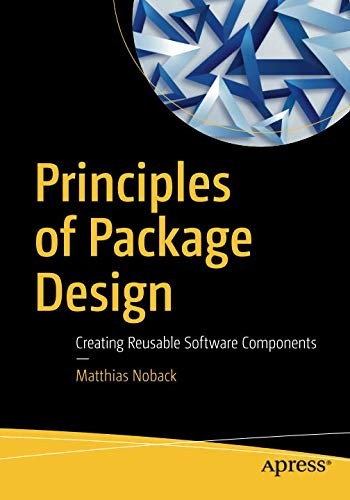 Principles
of Package
Design
Creating Reusable Software Components
—
Matthias Noback
Apress®